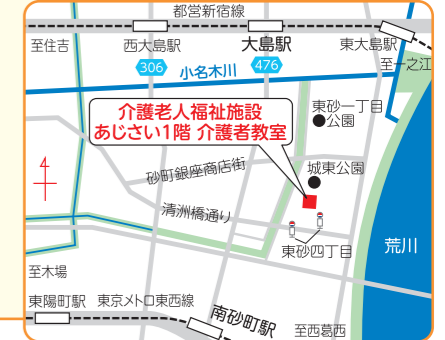 都営新宿線
至住吉
西大島駅
大島駅
東大島駅
306
476
至一之江
小名木川
東砂一丁目
公園
介護老人福祉施設
あじさい1階 介護者教室
砂町銀座商店街
城東公園
清洲橋通り
東砂四丁目
荒川
至木場
東陽町駅
東京メトロ東西線
南砂町駅
至西葛西